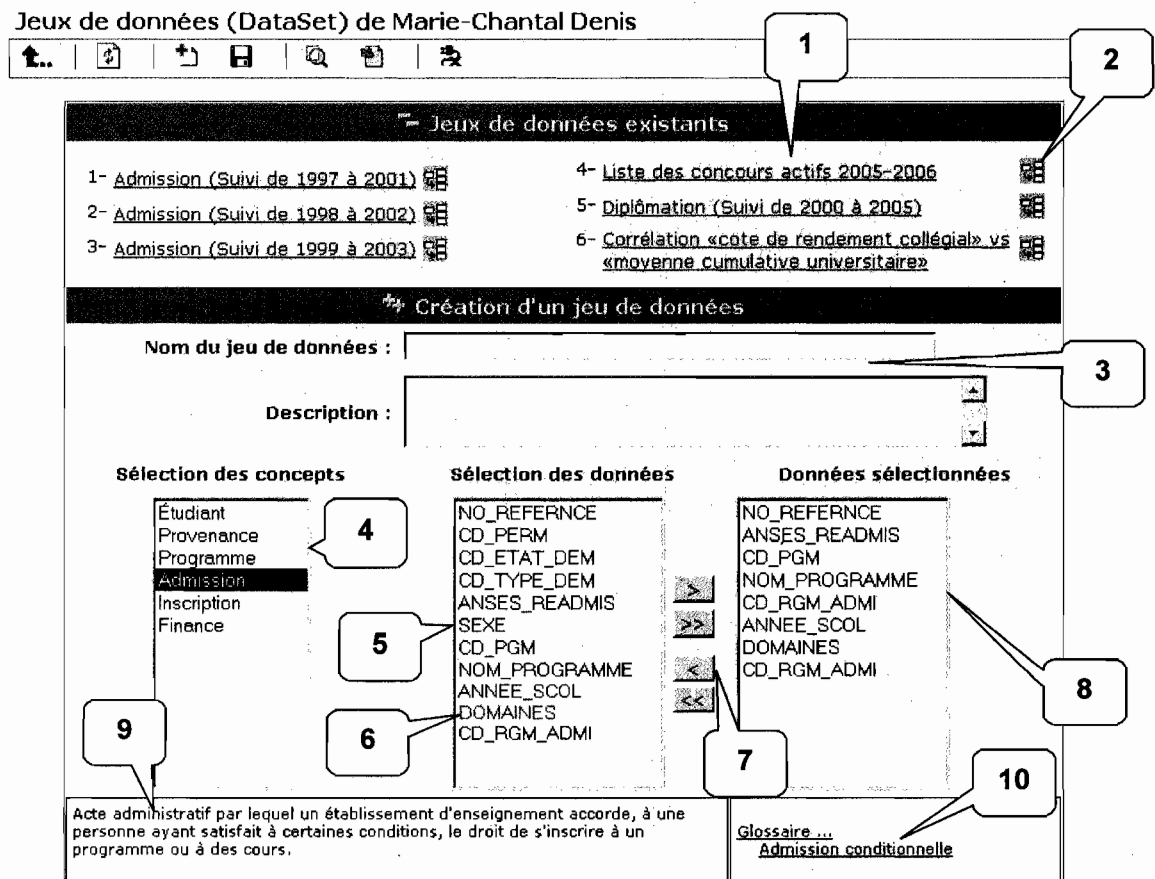 Jeux de données (DataSet) de Marie-Chantal Denis
1
2
Jeux de données existants
1- Admission (Suivi de 1997 à 2001)
2- Admission (Suivi de 1998 à 2002)
3- Admission (Suivi de 1999 à 2003)
4- Liste des concours actifs 2005-2006
5- Diplômation (Suivi de 2000 à 2005)
6- Corrélation «cote de rendement collégial» vs
«moyenne cumulative universitaire»
Création d'un jeu de données
Nom du jeu de données :
3
Description :
Sélection des concepts
Étudiant
Provenance
Programme
Admission
Inscription
Finance
4
Sélection des données
NO_REFERNCE
CD_PERM
CD_ETAT_DEM
CD_TYPE_DEM
ANSES_READMIS
SEXE
CD_PGM
NOM_PROGRAMME
ANNEE_SCOL
DOMAINES
CD_RGM_ADMI
5
6
>
>>
<
<<
7
Données sélectionnées
NO_REFERNCE
ANSES_READMIS
CD_PGM
NOM_PROGRAMME
CD_RGM_ADMI
ANNEE_SCOL
DOMAINES
CD_RGM_ADMI
8
9
10
Acte administratif par lequel un établissement d'enseignement accorde, à une
personne ayant satisfait à certaines conditions, le droit de s'inscrire à un
programme ou à des cours.
Glossaire ...
Admission conditionnelle